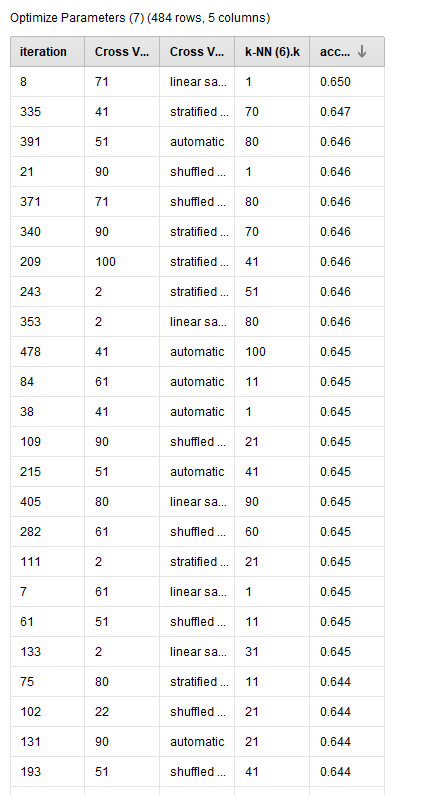 Optimize Parameters (7) (484 rows, 5 columns)
iteration Cross V... Cross V... k-NN (6).k acc...
8 71 linear sa... 1 0.650
335 41 stratified ... 70 0.647
391 51 automatic 80 0.646
21 90 shuffled ... 1 0.646
371 71 shuffled ... 80 0.646
340 90 stratified ... 70 0.646
209 100 stratified ... 41 0.646
243 2 stratified ... 51 0.646
353 2 linear sa... 80 0.646
478 41 automatic 100 0.645
84 61 automatic 11 0.645
38 41 automatic 1 0.645
109 90 shuffled ... 21 0.645
215 51 automatic 41 0.645
405 80 linear sa... 90 0.645
282 61 shuffled ... 60 0.645
111 2 stratified ... 21 0.645
7 61 linear sa... 1 0.645
61 51 shuffled ... 11 0.645
133 2 linear sa... 31 0.645
75 80 stratified ... 11 0.644
102 22 shuffled ... 21 0.644
131 90 automatic 21 0.644
193 51 shuffled ... 41 0.644